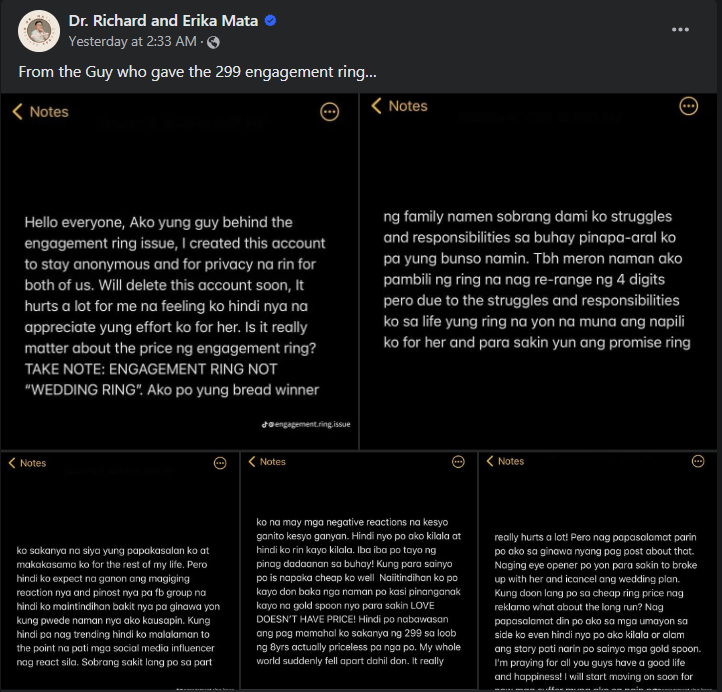 Dr. Richard and Erika Mata
Yesterday at 2:33 AM ·
From the Guy who gave the 299 engagement ring...
Notes
Hello everyone, Ako yung guy behind the
engagement ring issue, I created this account
to stay anonymous and for privacy na rin for
both of us. Will delete this account soon, It
hurts a lot for me na feeling ko hindi nya na
appreciate yung effort ko for her. Is it really
matter about the price ng engagement ring?
TAKE NOTE: ENGAGEMENT RING NOT
“WEDDING RING”. Ako po yung bread winner
@engagement.ring.issue
Notes
ng family namen sobrang dami ko struggles
and responsibilities sa buhay pinapa-aral ko
pa yung bunso namin. Tbh meron naman ako
pambili ng ring na nag re-range ng 4 digits
pero due to the struggles and responsibilities
ko sa life yung ring na yon na muna ang napili
ko for her and para sakin yun ang promise ring
Notes
ko sakanya na siya yung papakasalan ko at
makakasama ko for the rest of my life. Pero
hindi ko expect na ganon ang magiging
reaction nya and pinost nya pa fb group na
hindi ko maintindihan bakit nya pa ginawa yon
kung pwede naman nya ako kausapin. Kung
hindi pa nag trending hindi ko malalaman to
the point na pati mga social media influencer
nag react sila. Sobrang sakit lang po sa part
Notes
ko na may mga negative reactions na kesyo
ganito kesyo ganyan. Hindi nyo po ako kilala at
hindi ko rin kayo kilala. Iba iba po tayo ng
pinag dadaanan sa buhay! Kung para sainyo
po is napaka cheap ko well Naiitindihan ko po
kayo don baka nga naman po kasi pinanganak
kayo na gold spoon nyo para sakin LOVE
DOESN'T HAVE PRICE! Hindi po nabawasan
ang pag mamahal ko sakanya ng 299 sa loob
ng 8yrs actually priceless pa nga po. My whole
world suddenly fell apart dahil don. It really
Notes
really hurts a lot! Pero nag papasalamat parin
po ako sa ginawa nyang pag post about that.
Naging eye opener po yon para sakin to broke
up with her and icancel ang wedding plan.
Kung doon lang po sa cheap ring price nag
reklamo what about the long run? Nag
papasalamat din po ako sa mga umayon sa
side ko even hindi nyo po ako kilala or alam
ang story pati narin po sainyo mga gold spoon.
I'm praying for all you guys have a good life
and happiness! I will start moving on soon for